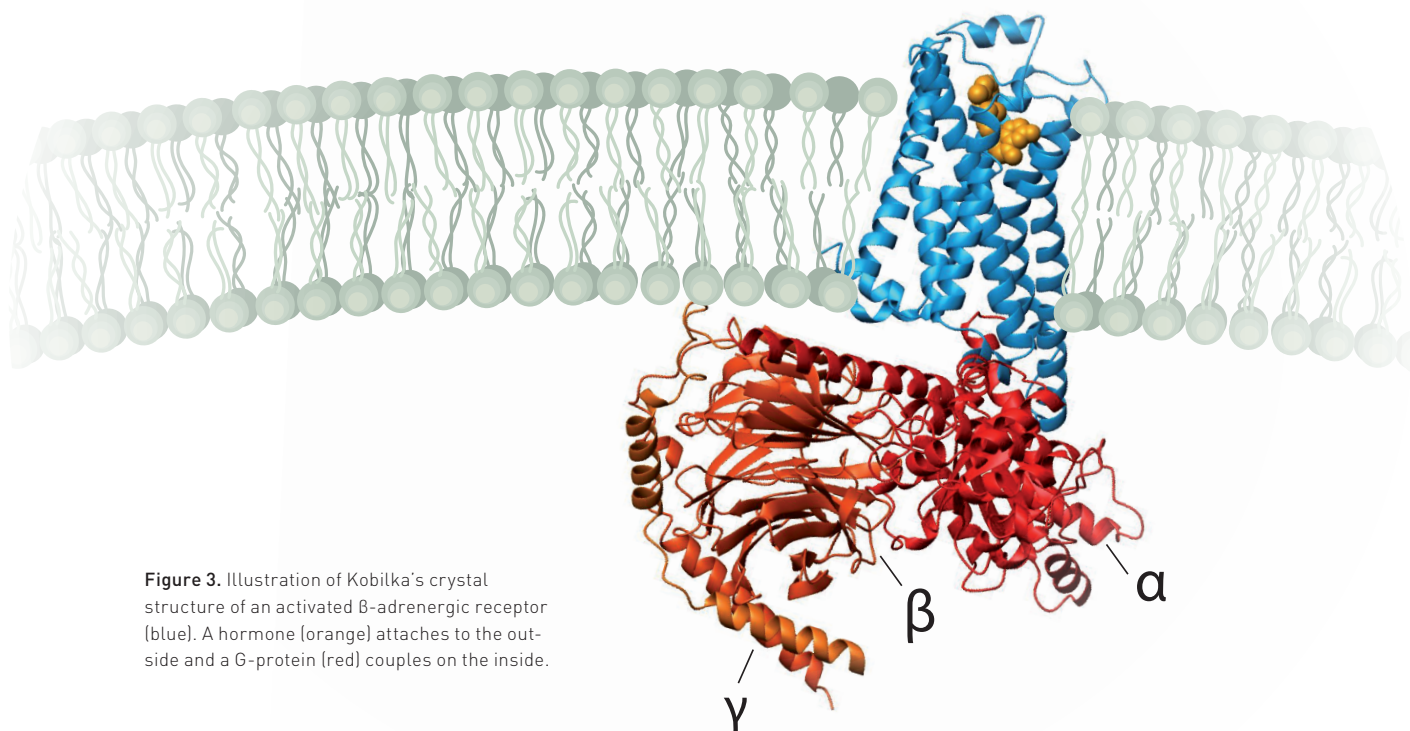 α
β
γ
Figure 3. Illustration of Kobilka's crystal
structure of an activated ß-adrenergic receptor
(blue). A hormone (orange) attaches to the out-
side and a G-protein (red) couples on the inside.